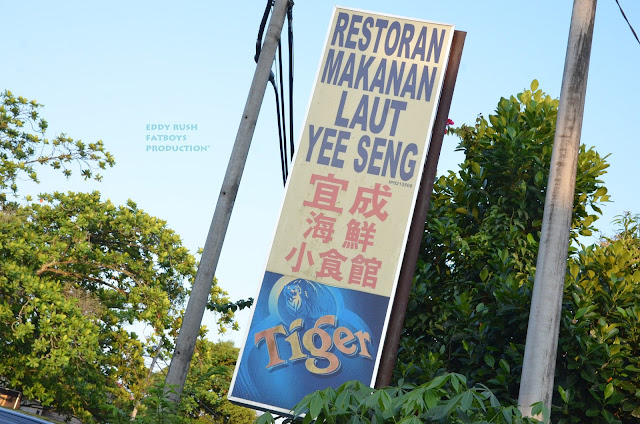 EDDY RUSH
FATBOYS
PRODUCTION"
RESTORAN
MAKANAN
LAUT
YEE SENG
宜成
海鮮
小食館
Tiger